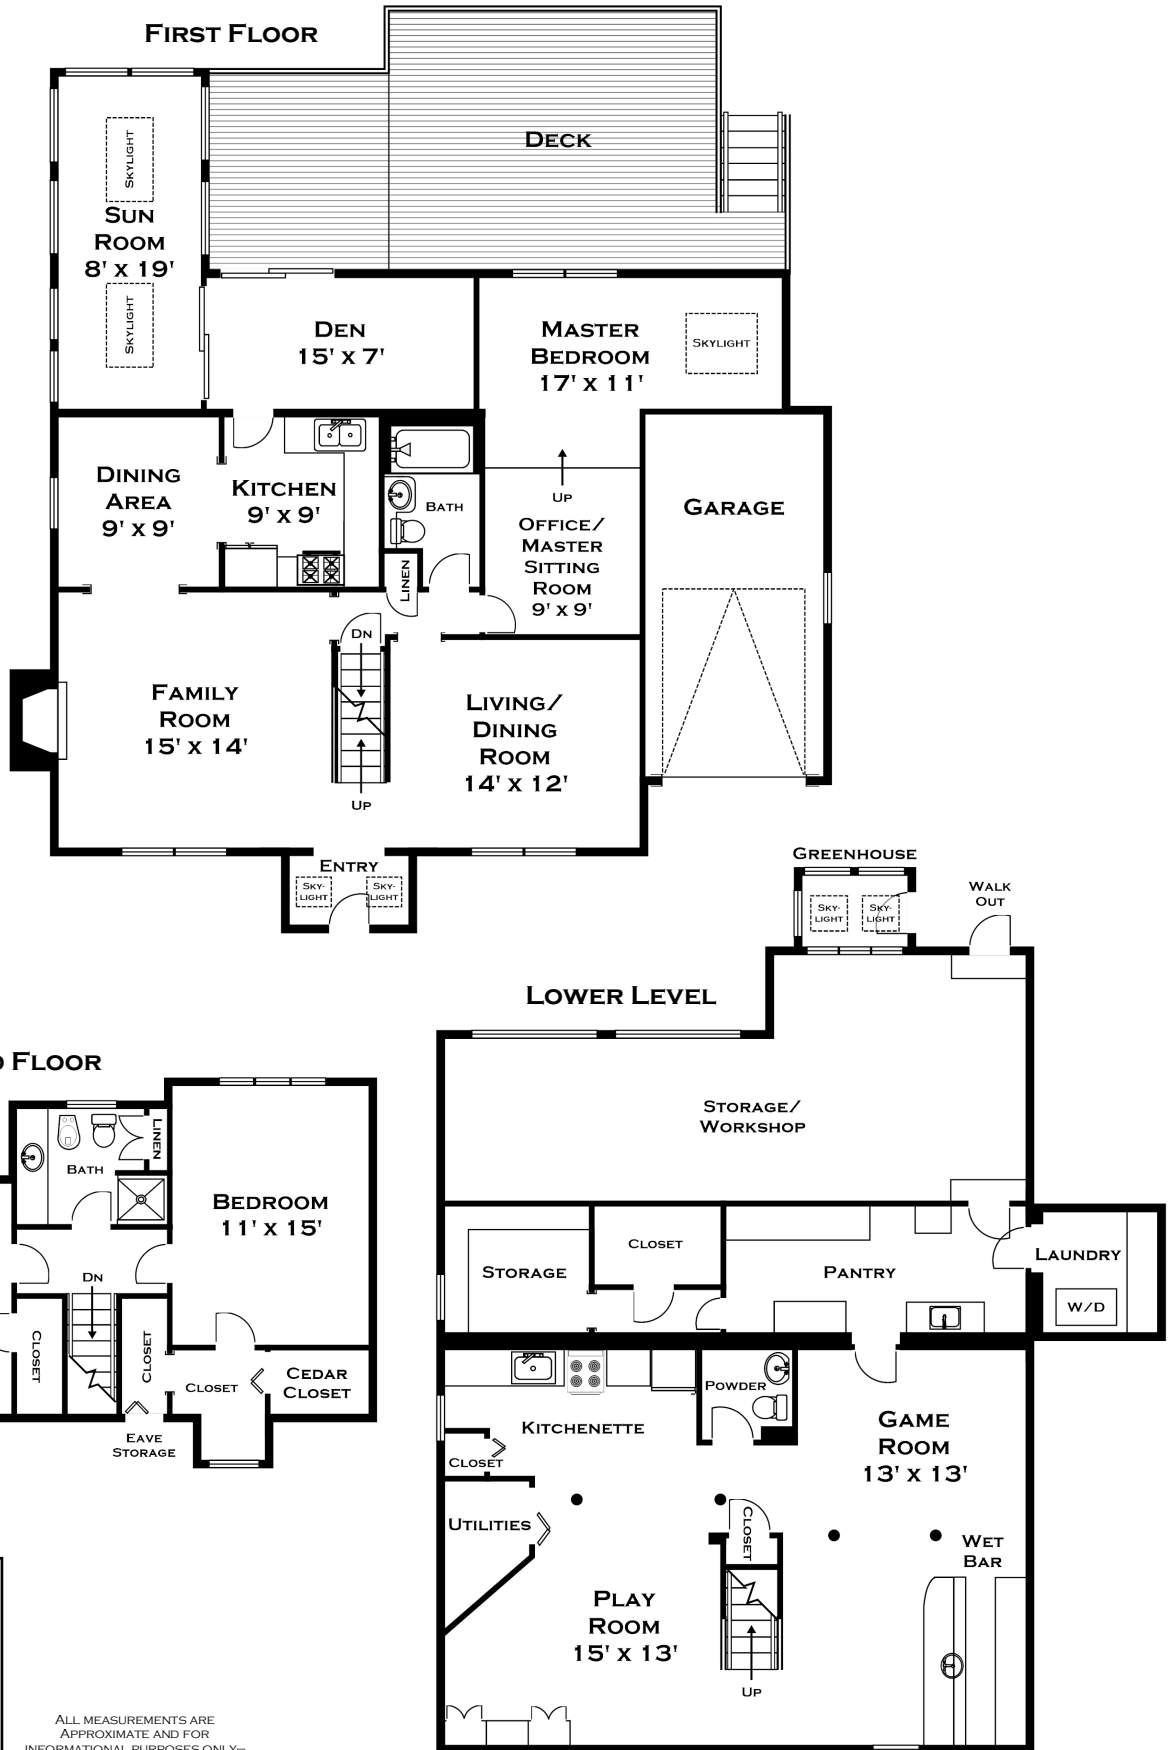 FIRST FLOOR
DECK
SKYLIGHT
SUN
ROOM
8' X 19'
SKYLIGHT
DEN
15' X 7'
MASTER
BEDROOM
17' X 11'
SKYLIGHT
DINING
AREA
9' X 9'
KITCHEN
9' X 9'
BATH
LINEN
UP
OFFICE/
MASTER
SITTING
ROOM
9' X 9'
GARAGE
DN
UP
FAMILY
ROOM
15' X 14'
LIVING/
DINING
ROOM
14' X 12'
ENTRY
SKY-
LIGHT
SKY-
LIGHT
GREENHOUSE
SKY-
LIGHT
SKY-
LIGHT
WALK
OUT
LOWER LEVEL
STORAGE/
WORKSHOP
STORAGE
CLOSET
PANTRY
LAUNDRY
W/D
KITCHENETTE
POWDER
GAME
ROOM
13' X 13'
CLOSET
UTILITIES
CLOSET
WET
BAR
PLAY
ROOM
15' X 13'
UP
FLOOR
BATH
LINEN
BEDROOM
11' X 15'
DN
CLOSET
CLOSET
CLOSET
CEDAR
CLOSET
EAVE
STORAGE
ALL MEASUREMENTS ARE
APPROXIMATE AND FOR
INFORMATIONAL PURPOSES ONLY–